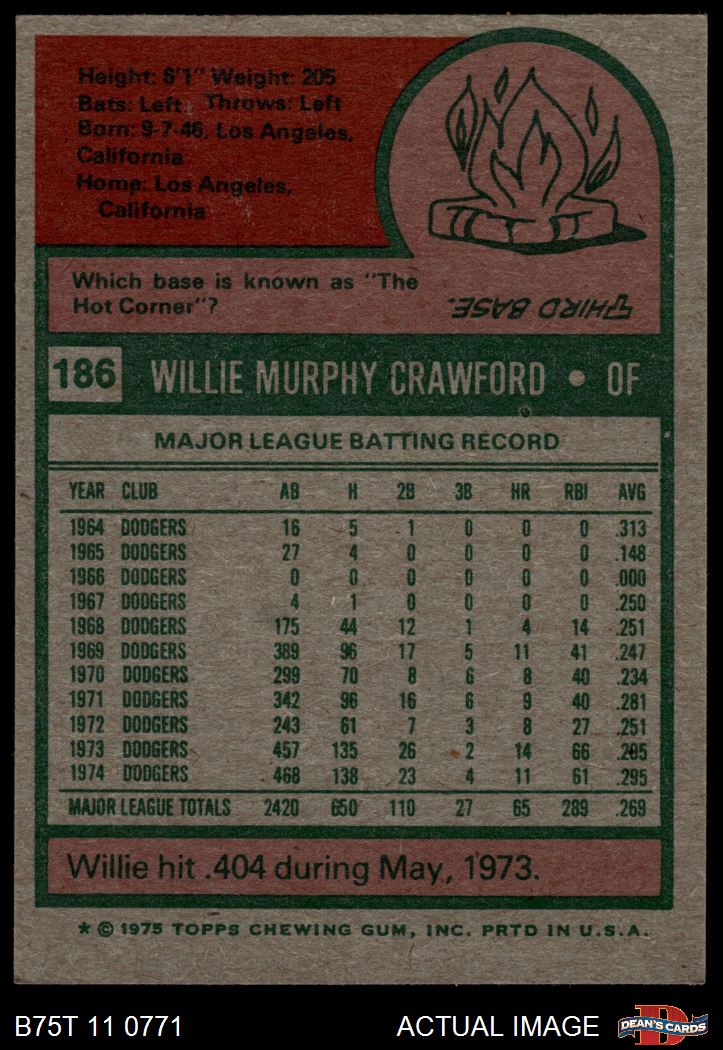 Height: 6'1" Weight: 205
Bats: Left Throws: Left
Born: 9-7-46, Los Angeles,
California
Home: Los Angeles,
California
Which base is known as "The
Hot Corner"?
THIRD BASE.
186 WILLIE MURPHY CRAWFORD • OF
MAJOR LEAGUE BATTING RECORD
YEAR CLUB AB H 2B 3B HR RBI AVG
1964 DODGERS 16 5 1 0 0 0 .313
1965 DODGERS 27 4 0 0 0 0 .148
1966 DODGERS 0 0 0 0 0 0 .000
1967 DODGERS 4 1 0 0 0 0 .250
1968 DODGERS 175 44 12 1 4 14 .251
1969 DODGERS 389 96 17 5 11 41 .247
1970 DODGERS 299 70 8 6 8 40 .234
1971 DODGERS 342 96 16 6 9 40 .281
1972 DODGERS 243 61 7 3 8 27 .251
1973 DODGERS 457 135 26 2 14 66 .295
1974 DODGERS 468 138 23 4 11 61 .295
MAJOR LEAGUE TOTALS 2420 650 110 27 65 289 .269
Willie hit .404 during May, 1973.
* © 1975 TOPPS CHEWING GUM, INC. PRTD IN U.S.A.
B75T 11 0771 ACTUAL IMAGE DEAN'S CARDS